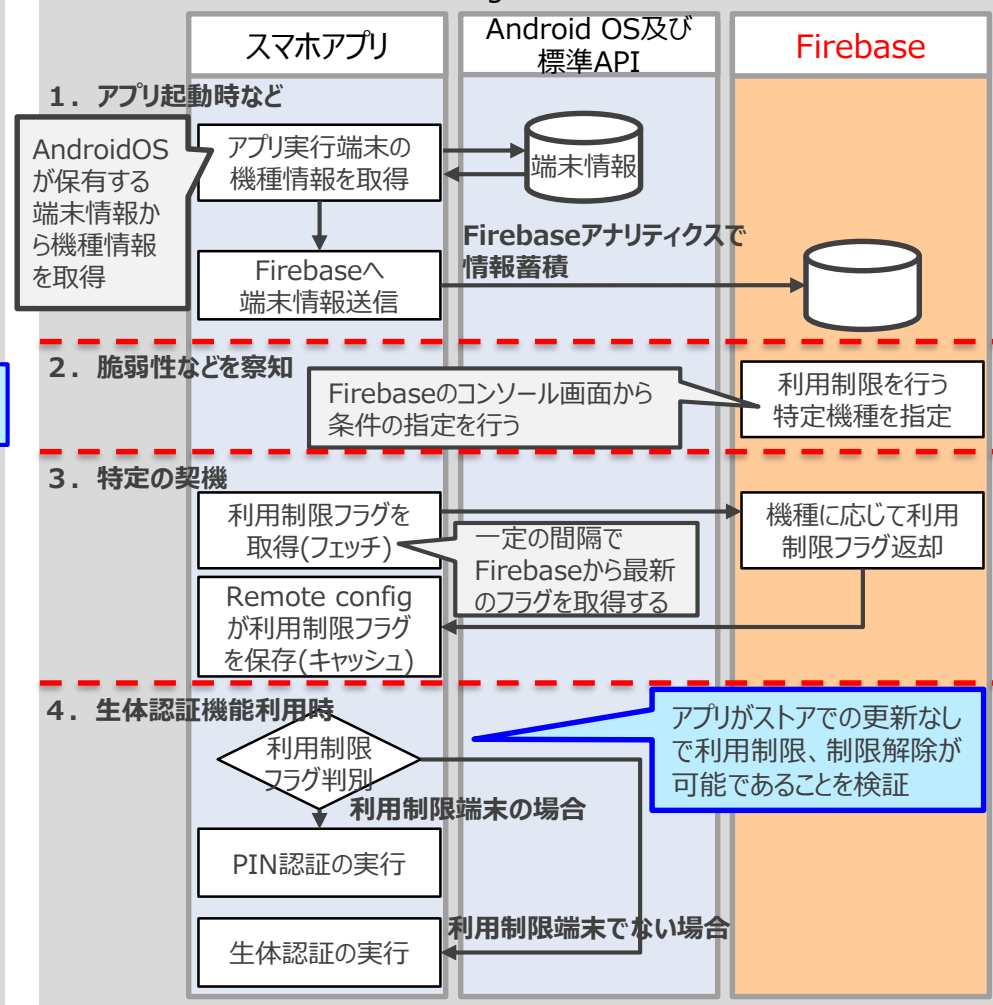 スマホアプリ
Android OS及び
標準API
Firebase
1．アプリ起動時など
AndroidOS
が保有する
端末情報か
ら機種情報
を取得
アプリ実行端末の
機種情報を取得
端末情報
Firebaseアナリティクスで
情報蓄積
Firebaseへ
端末情報送信
2．脆弱性などを察知
Firebaseのコンソール画面から
条件の指定を行う
利用制限を行う
特定機種を指定
3．特定の契機
利用制限フラグを
取得(フェッチ)
一定の間隔で
Firebaseから最新
のフラグを取得する
機種に応じて利用
制限フラグ返却
Remote config
が利用制限フラグ
を保存(キャッシュ)
4．生体認証機能利用時
利用制限
フラグ判別
アプリがストアでの更新なし
で利用制限、制限解除が
可能であることを検証
利用制限端末の場合
PIN認証の実行
利用制限端末でない場合
生体認証の実行